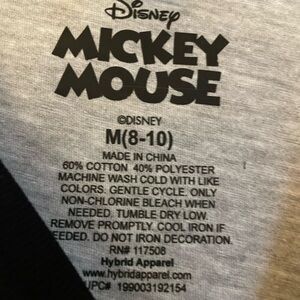 Disney
MICKEY
MOUSE
©DISNEY
M(8-10)
MADE IN CHINA
60% COTTON 40% POLYESTER
MACHINE WASH COLD WITH LIKE
COLORS. GENTLE CYCLE. ONLY
NON-CHLORINE BLEACH WHEN
NEEDED. TUMBLE DRY LOW.
REMOVE PROMPTLY. COOL IRON IF
EEDED. DO NOT IRON DECORATION.
RN# 117508
Hybrid Apparel
www.hybridapparel.com
UPC# 199003192154